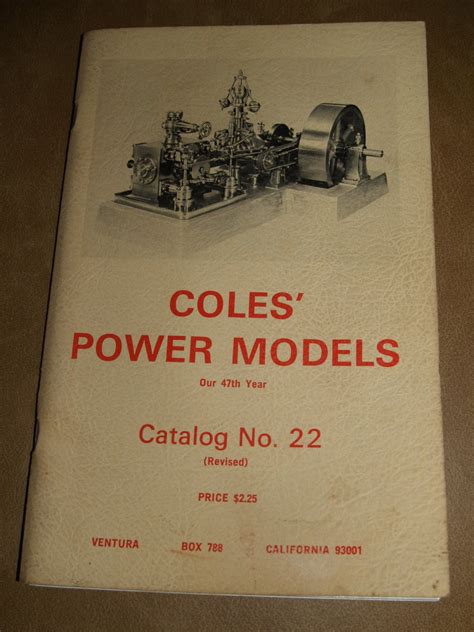 COLES'
POWER MODELS
Our 47th Year
Catalog No. 22
(Revised)
PRICE $2.25
VENTURA BOX 788 CALIFORNIA 93001